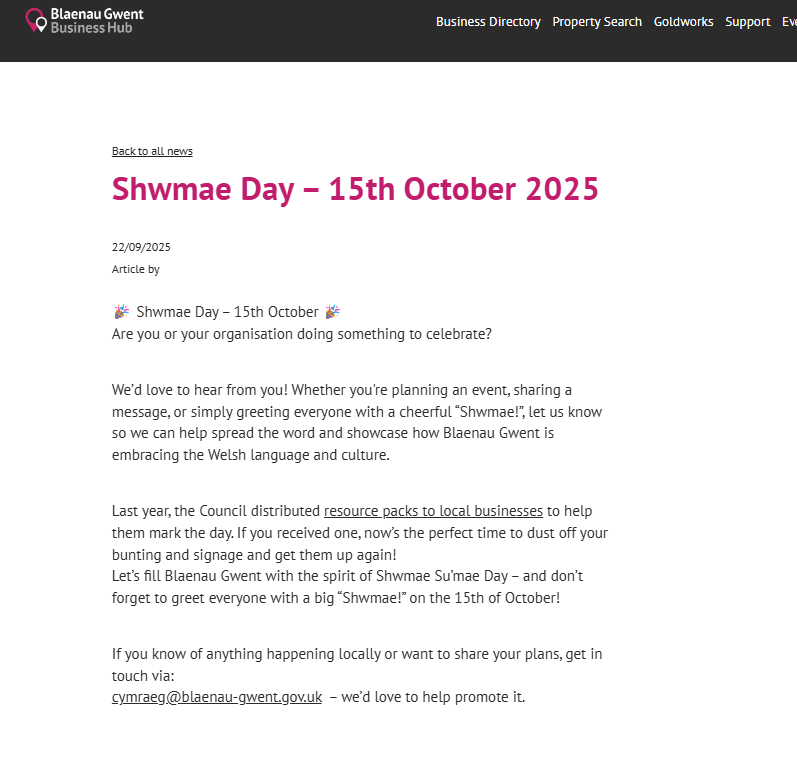 Blaenau Gwent
Business Hub
Business Directory Property Search Goldworks Support Eve
Back to all news
Shwmae Day – 15th October 2025
22/09/2025
Article by
🎉 Shwmae Day – 15th October 🎉
Are you or your organisation doing something to celebrate?
We’d love to hear from you! Whether you're planning an event, sharing a
message, or simply greeting everyone with a cheerful “Shwmae!”, let us know
so we can help spread the word and showcase how Blaenau Gwent is
embracing the Welsh language and culture.
Last year, the Council distributed resource packs to local businesses to help
them mark the day. If you received one, now’s the perfect time to dust off your
bunting and signage and get them up again!
Let’s fill Blaenau Gwent with the spirit of Shwmae Su’mae Day – and don’t
forget to greet everyone with a big “Shwmae!” on the 15th of October!
If you know of anything happening locally or want to share your plans, get in
touch via:
cymraeg@blaenau-gwent.gov.uk – we’d love to help promote it.